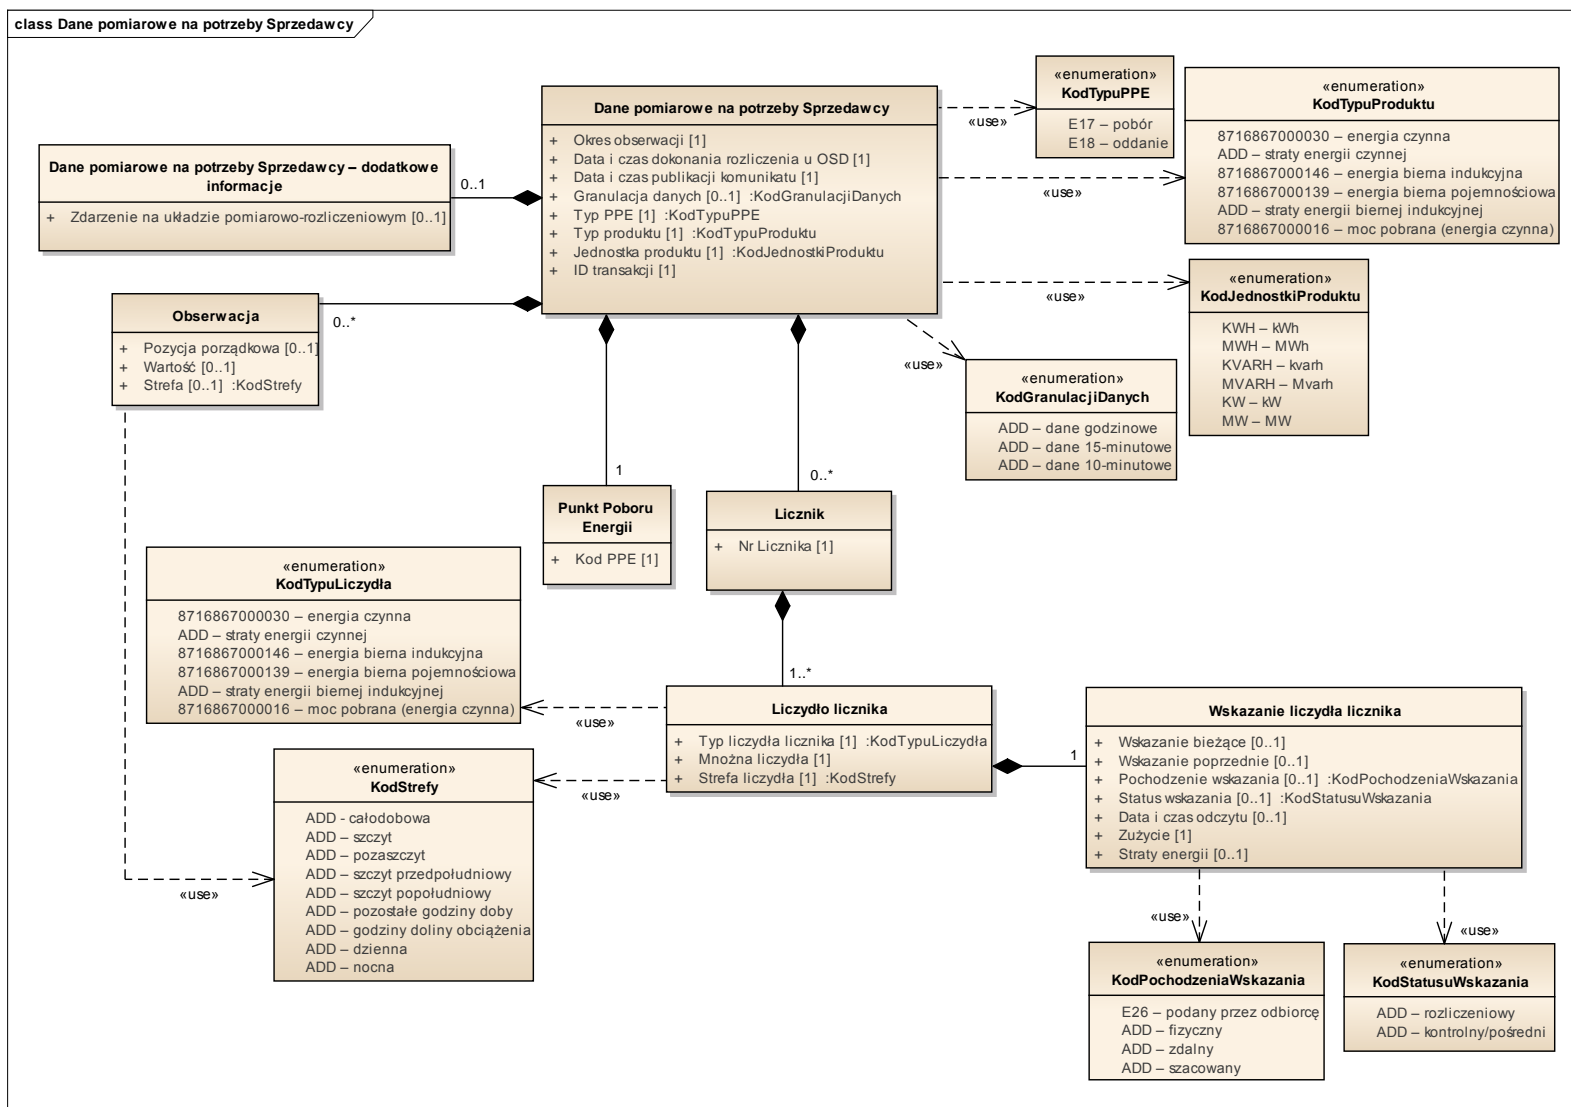 class Dane pomiarowe na potrzeby Sprzedawcy
«enumeration»
KodTypuPPE
E17 – pobór
E18 – oddanie
«enumeration»
KodTypuProduktu
8716867000030 – energia czynna
ADD – straty energii czynnej
8716867000146 – energia bierna indukcyjna
8716867000139 – energia bierna pojemnościowa
ADD – straty energii biernej indukcyjnej
8716867000016 – moc pobrana (energia czynna)
Dane pomiarowe na potrzeby Sprzedawcy
+ Okres obserwacji [1]
+ Data i czas dokonania rozliczenia u OSD [1]
+ Data i czas publikacji komunikatu [1]
+ Granulacja danych [0..1] :KodGranulacjiDanych
+ Typ PPE [1] :KodTypuPPE
+ Typ produktu [1] :KodTypuProduktu
+ Jednostka produktu [1] :KodJednostkiProduktu
+ ID transakcji [1]
«use»
«use»
«use»
«use»
Dane pomiarowe na potrzeby Sprzedawcy – dodatkowe
informacje
+ Zdarzenie na układzie pomiarowo-rozliczeniowym [0..1]
0..1
«enumeration»
KodJednostkiProduktu
KWH – kWh
MWH – MWh
KVARH – kvarh
MVARH – Mvarh
KW – kW
MW – MW
Obserwacja
+ Pozycja porządkowa [0..1]
+ Wartość [0..1]
+ Strefa [0..1] :KodStrefy
0..*
«enumeration»
KodGranulacjiDanych
ADD – dane godzinowe
ADD – dane 15-minutowe
ADD – dane 10-minutowe
1
0..*
Punkt Poboru
Energii
+ Kod PPE [1]
Licznik
+ Nr Licznika [1]
«enumeration»
KodTypuLiczydła
8716867000030 – energia czynna
ADD – straty energii czynnej
8716867000146 – energia bierna indukcyjna
8716867000139 – energia bierna pojemnościowa
ADD – straty energii biernej indukcyjnej
8716867000016 – moc pobrana (energia czynna)
1..*
«use»
Liczydło licznika
+ Typ liczydła licznika [1] :KodTypuLiczydła
+ Mnożna liczydła [1]
+ Strefa liczydła [1] :KodStrefy
1
Wskazanie liczydła licznika
+ Wskazanie bieżące [0..1]
+ Wskazanie poprzednie [0..1]
+ Pochodzenie wskazania [0..1] :KodPochodzeniaWskazania
+ Status wskazania [0..1] :KodStatusuWskazania
+ Data i czas odczytu [0..1]
+ Zużycie [1]
+ Straty energii [0..1]
«use»
«enumeration»
KodStrefy
ADD - całodobowa
ADD – szczyt
ADD – pozaszczyt
ADD – szczyt przedpołudniowy
ADD – szczyt popołudniowy
ADD – pozostałe godziny doby
ADD – godziny doliny obciążenia
ADD – dzienna
ADD – nocna
«use»
«use»
«use»
«enumeration»
KodPochodzeniaWskazania
E26 – podany przez odbiorcę
ADD – fizyczny
ADD – zdalny
ADD – szacowany
«enumeration»
KodStatusuWskazania
ADD – rozliczeniowy
ADD – kontrolny/pośredni